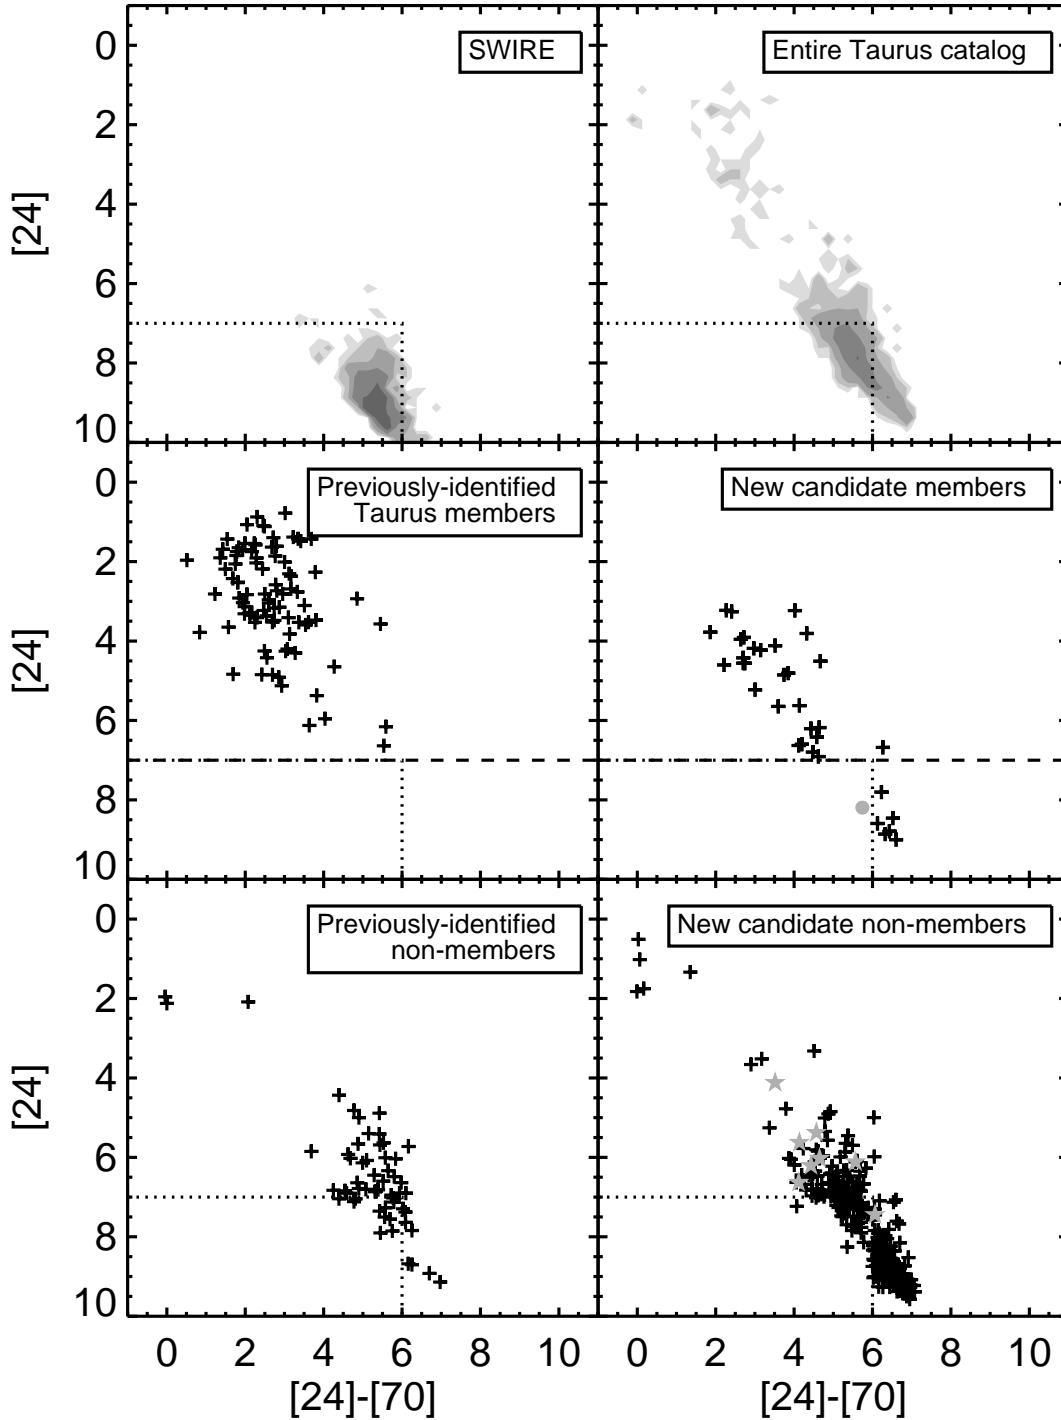 SWIRE
Entire Taurus catalog
0
2
4
6
8
10
[24]
Previously-identified
Taurus members
New candidate members
0
2
4
6
8
10
[24]
Previously-identified
non-members
New candidate non-members
0
2
4
6
8
10
[24]
0 2 4 6 8 10
0 2 4 6 8 10
[24]-[70]
[24]-[70]